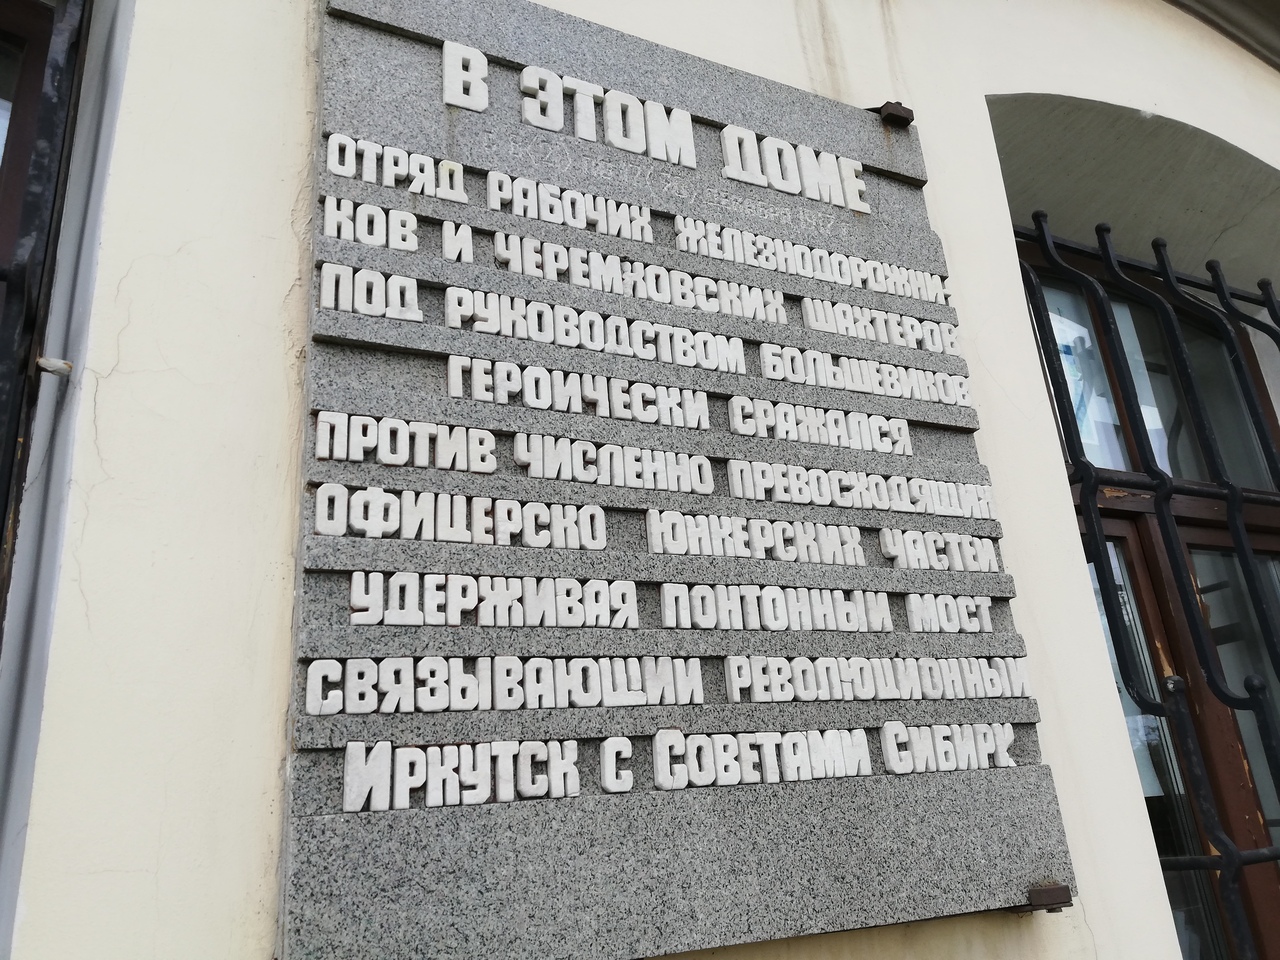 В ЭТОМ ДОМЕ
ОТРЯД РАБОЧИХ ЖЕЛЕЗНОДОРОЖНИ-
КОВ И ЧЕРЕМХОВСКИХ ШАХТЕРОВ
ПОД РУКОВОДСТВОМ БОЛЬШЕВИКОВ
ГЕРОИЧЕСКИ СРАЖАЛСЯ
ПРОТИВ ЧИСЛЕННО ПРЕВОСХОДЯЩИХ
ОФИЦЕРСКО ЮНКЕРСКИХ ЧАСТЕЙ
УДЕРЖИВАЯ ПОНТОННЫЙ МОСТ
СВЯЗЫВАЮЩИЙ РЕВОЛЮЦИОННЫЙ
ИРКУТСК С СОВЕТАМИ СИБИРИ